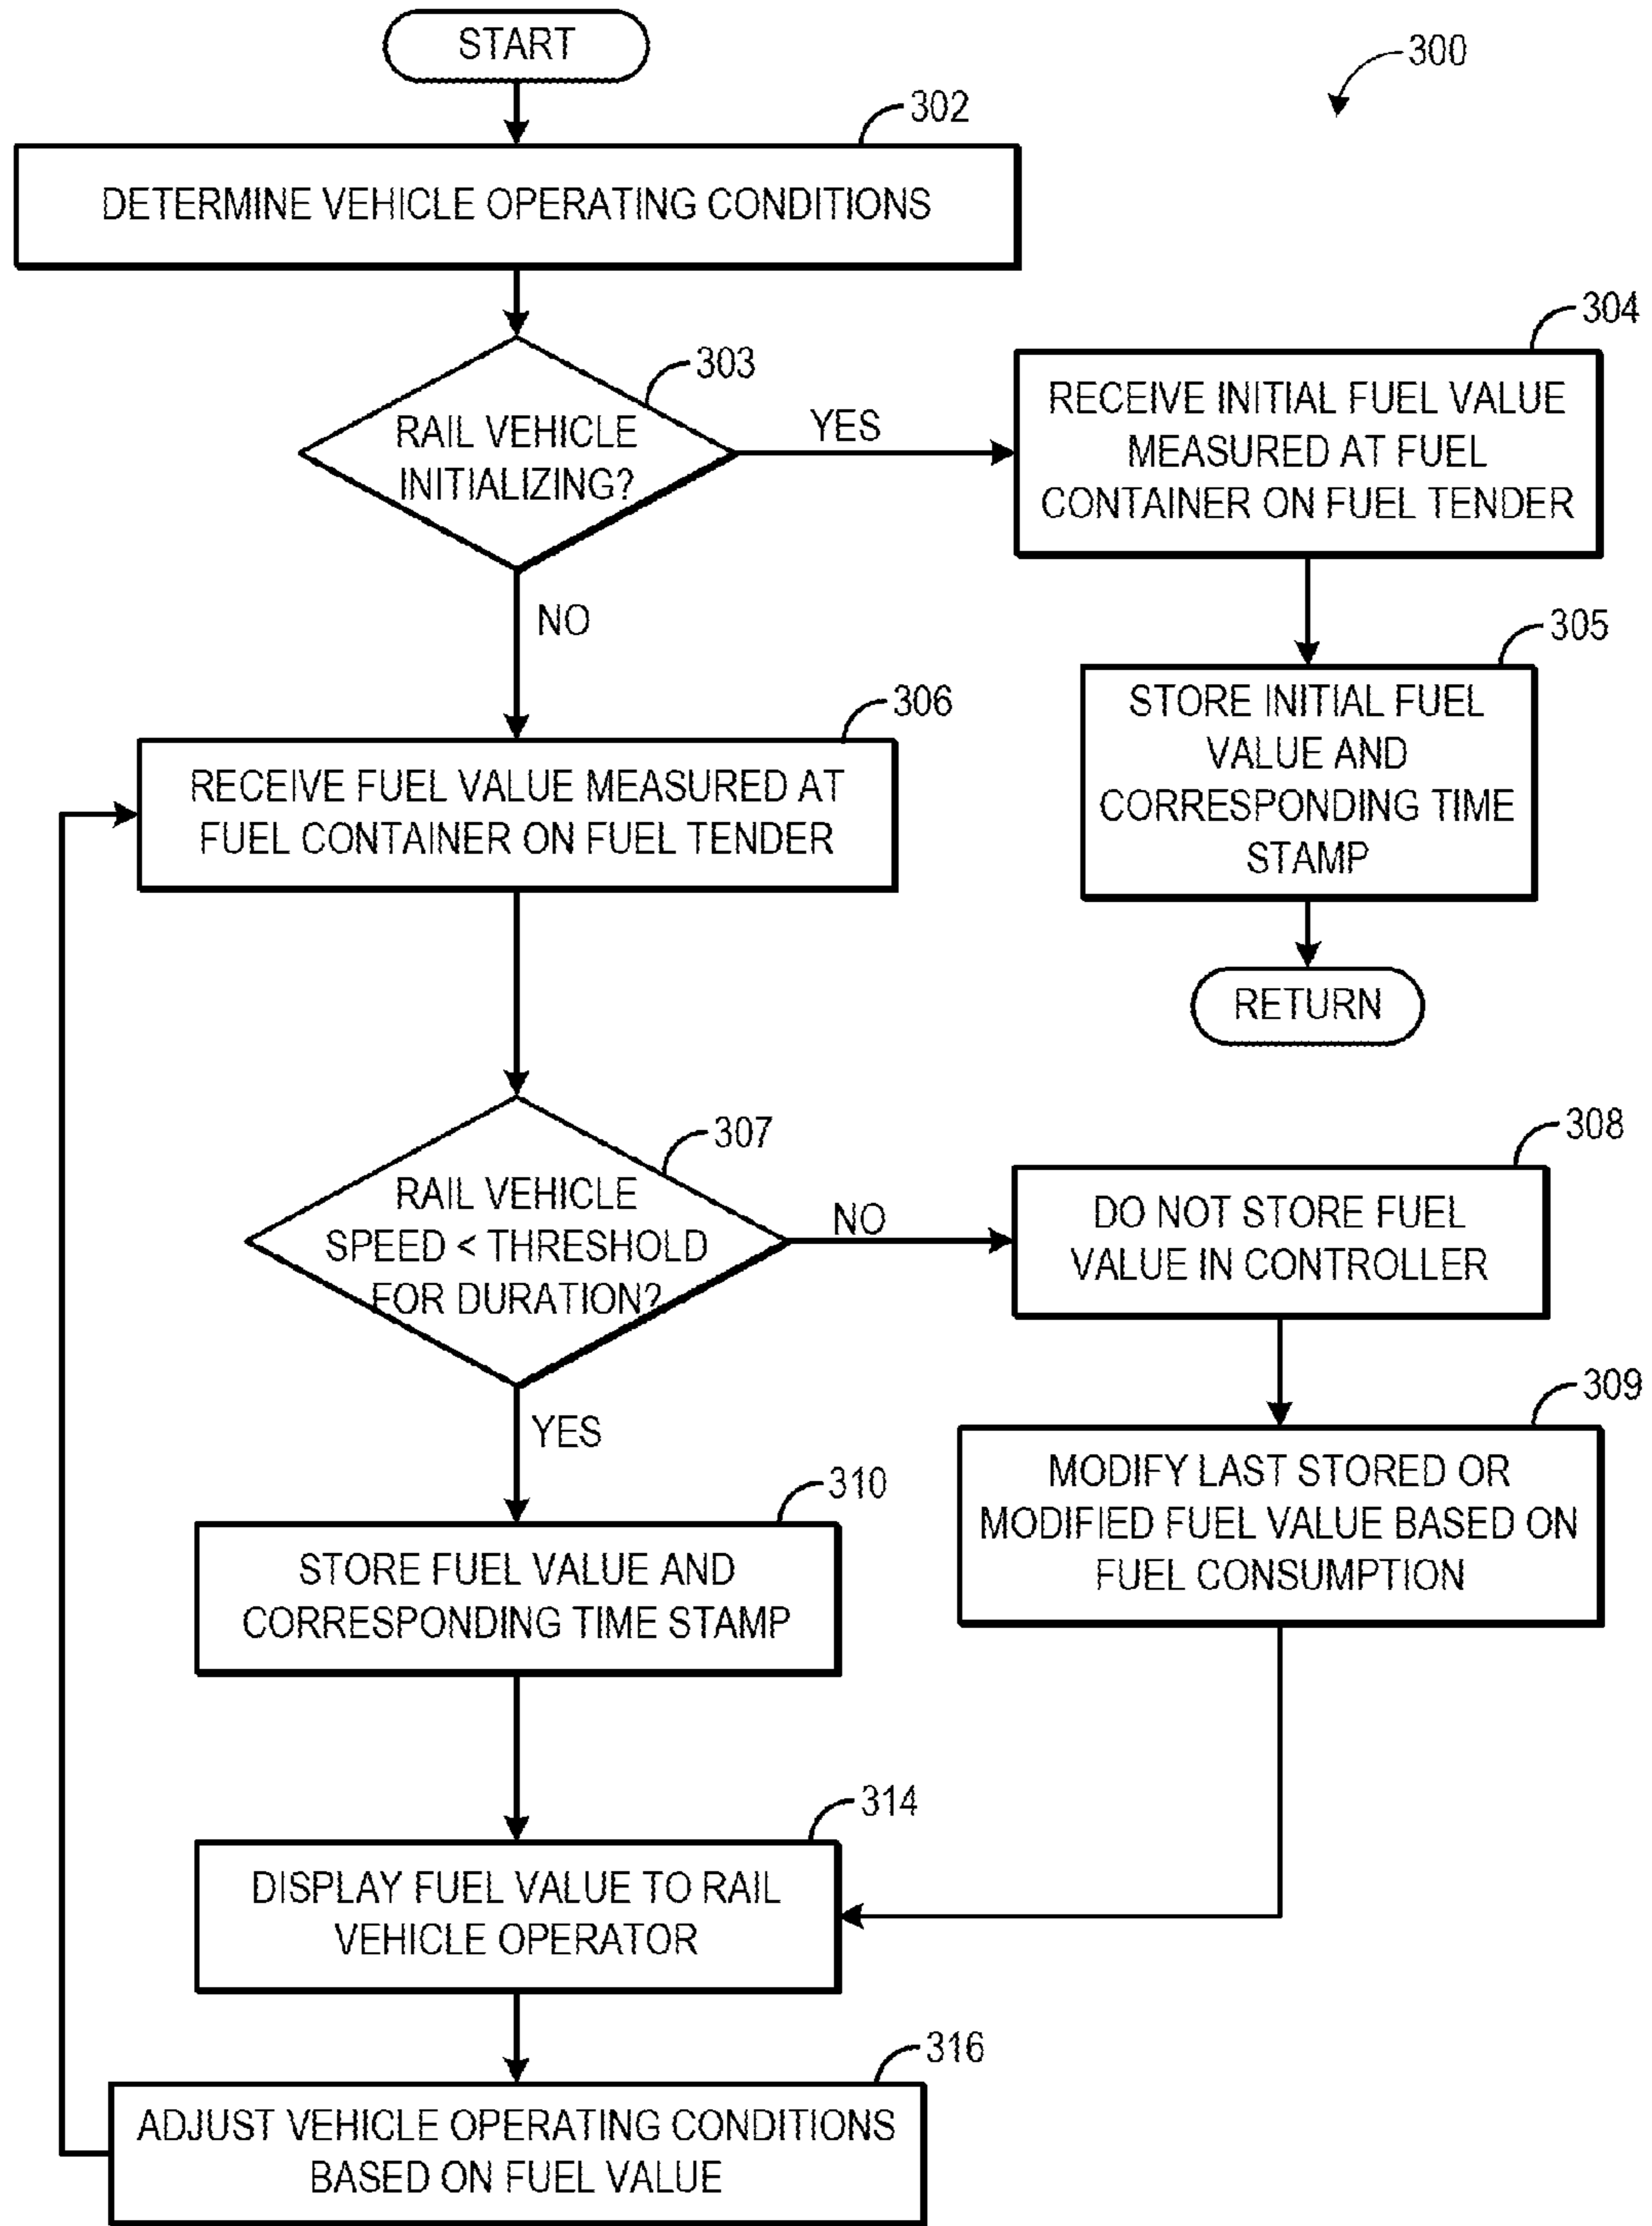 START
300
302
DETERMINE VEHICLE OPERATING CONDITIONS
303
RAIL VEHICLE
INITIALIZING?
YES
304
RECEIVE INITIAL FUEL VALUE
MEASURED AT FUEL
CONTAINER ON FUEL TENDER
NO
305
STORE INITIAL FUEL
VALUE AND
CORRESPONDING TIME
STAMP
RETURN
306
RECEIVE FUEL VALUE MEASURED AT
FUEL CONTAINER ON FUEL TENDER
307
RAIL VEHICLE
SPEED < THRESHOLD
FOR DURATION?
NO
308
DO NOT STORE FUEL
VALUE IN CONTROLLER
309
MODIFY LAST STORED OR
MODIFIED FUEL VALUE BASED ON
FUEL CONSUMPTION
YES
310
STORE FUEL VALUE AND
CORRESPONDING TIME STAMP
314
DISPLAY FUEL VALUE TO RAIL
VEHICLE OPERATOR
316
ADJUST VEHICLE OPERATING CONDITIONS
BASED ON FUEL VALUE